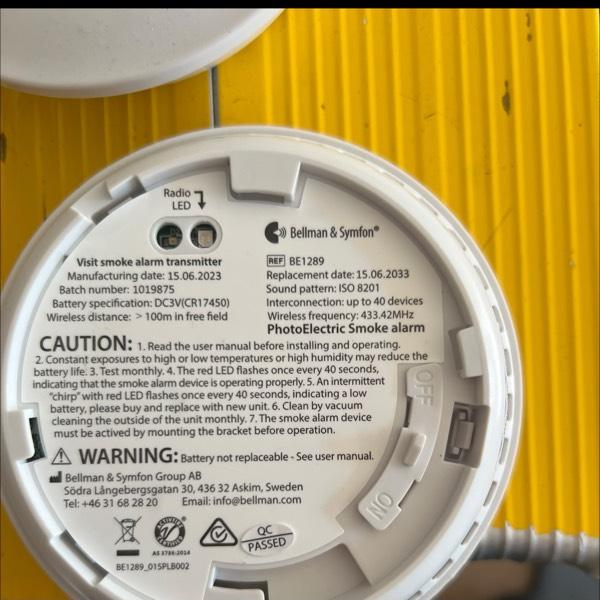 Radio
LED
Bellman & Symfon®
Visit smoke alarm transmitter
Manufacturing date: 15.06.2023
Batch number: 1019875
Battery specification: DC3V(CR17450)
Wireless distance: > 100m in free field
REF BE1289
Replacement date: 15.06.2033
Sound pattern: ISO 8201
Interconnection: up to 40 devices
Wireless frequency: 433.42MHz
PhotoElectric Smoke alarm
CAUTION: 1. Read the user manual before installing and operating.
2. Constant exposures to high or low temperatures or high humidity may reduce the
battery life. 3. Test monthly. 4. The red LED flashes once every 40 seconds,
indicating that the smoke alarm device is operating properly. 5. An intermittent
"chirp" with red LED flashes once every 40 seconds, indicating a low
battery, please buy and replace with new unit. 6. Clean by vacuum
cleaning the outside of the unit monthly. 7. The smoke alarm device
must be actived by mounting the bracket before operation.
OFF
ON
WARNING: Battery not replaceable - See user manual.
Bellman & Symfon Group AB
Södra Långebergsgatan 30, 436 32 Askim, Sweden
Tel: +46 31 68 28 20 Email: info@bellman.com
AS 3786:2014
QC
PASSED
BE1289_015PLB002